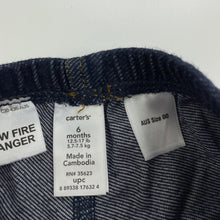 OW FIRE
ANGER
carter's
6
months
12.5-17 lb
5.7-7.5 kg
Made in
Cambodia
RN# 35623
upc
8 89338 17632 4
AUS Size 00